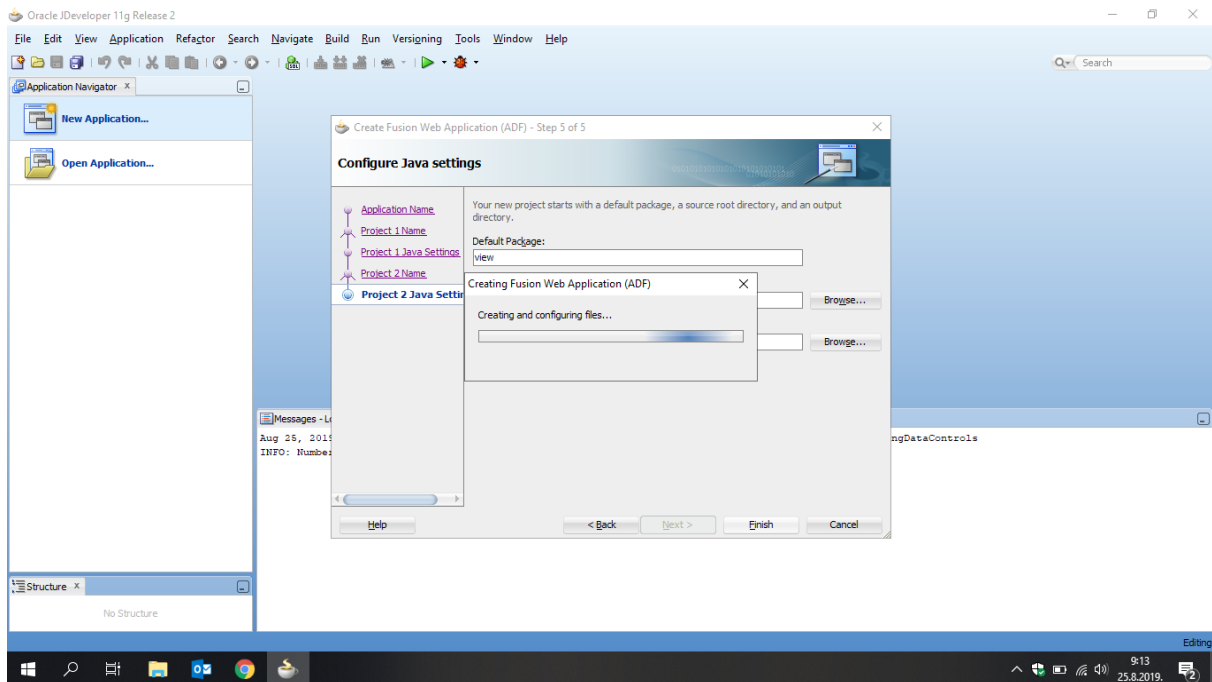 Oracle JDeveloper 11g Release 2
File Edit View Application Refactor Search Navigate Build Run Versioning Tools Window Help
Search
Application Navigator x
New Application...
Open Application...
Create Fusion Web Application (ADF) - Step 5 of 5
Configure Java settings
Application Name
Project 1 Name
Project 1 Java Settings
Project 2 Name
Project 2 Java Settin
Your new project starts with a default package, a source root directory, and an output
directory.
Default Package:
view
Browse...
Browse...
Creating Fusion Web Application (ADF)
Creating and configuring files...
Help
< Back
Next >
Finish
Cancel
Messages - Lo
Aug 25, 2019
ngDataControls
INFO: Number
Structure x
No Structure
Editing
9:13
25.8.2019.
2